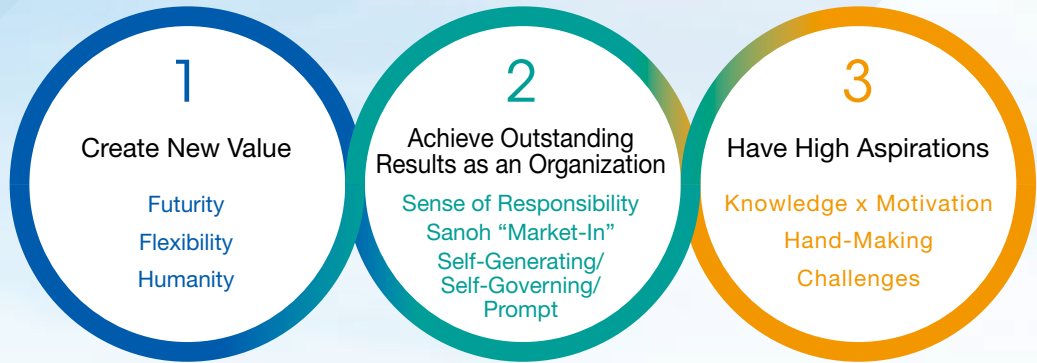 1
Create New Value
Futurity
Flexibility
Humanity
2
Achieve Outstanding
Results as an Organization
Sense of Responsibility
Sanoh “Market-In”
Self-Generating/
Self-Governing/
Prompt
3
Have High Aspirations
Knowledge x Motivation
Hand-Making
Challenges